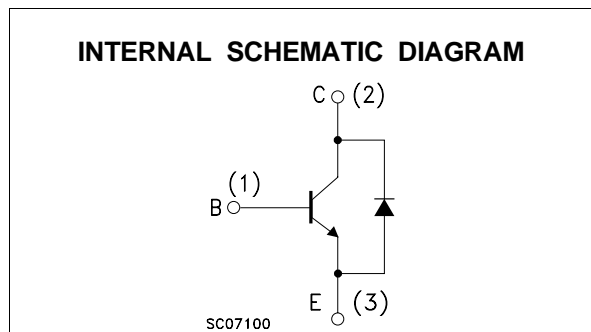 INTERNAL SCHEMATIC DIAGRAM
C (2)
(1)
B
E (3)
SC07100